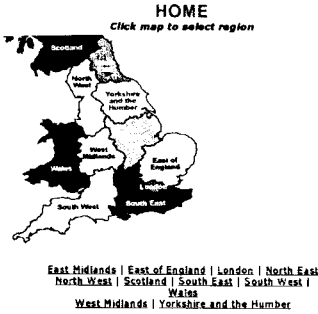 HOME
Click map to select region
Scotland
North
West
Yorkshire
and the
Humber
West
Midlands
East of
England
Wales
London
South East
South West
East Midlands | East of England | London | North East
North West | Scotland | South East | South West |
Wales
West Midlands | Yorkshire and the Humber